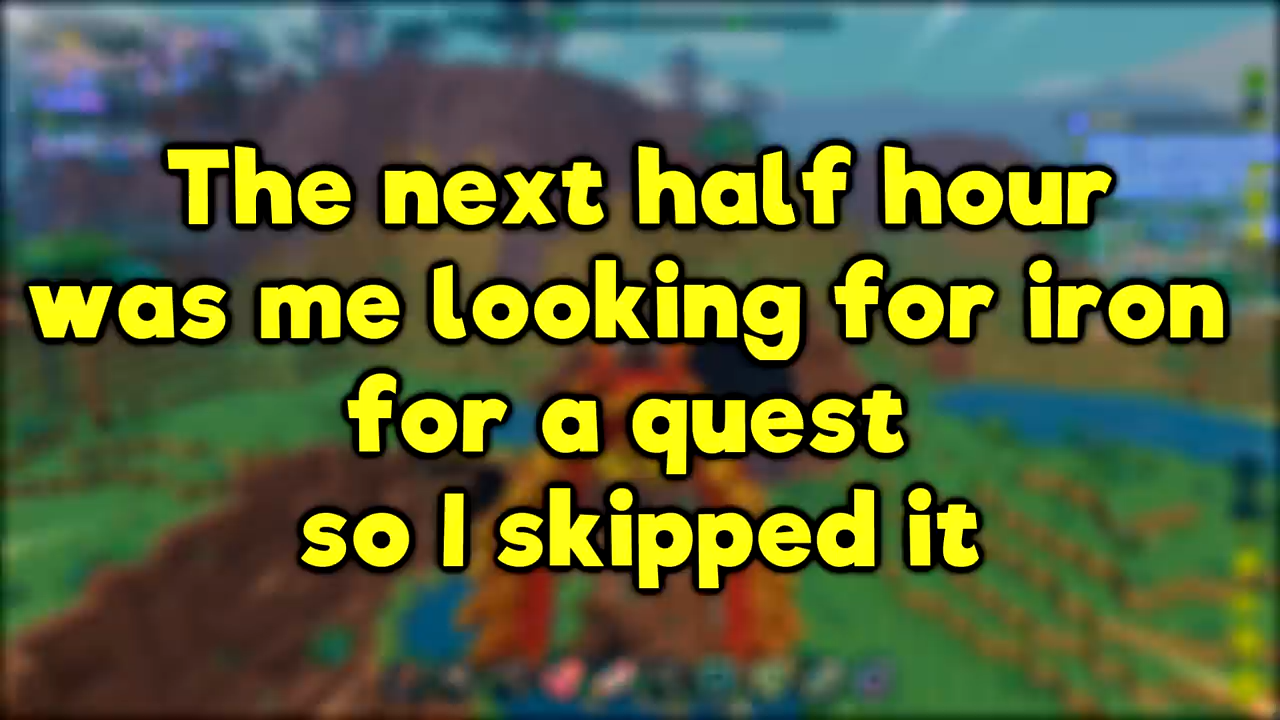 The next half hour
was me looking for iron
for a quest
so I skipped it